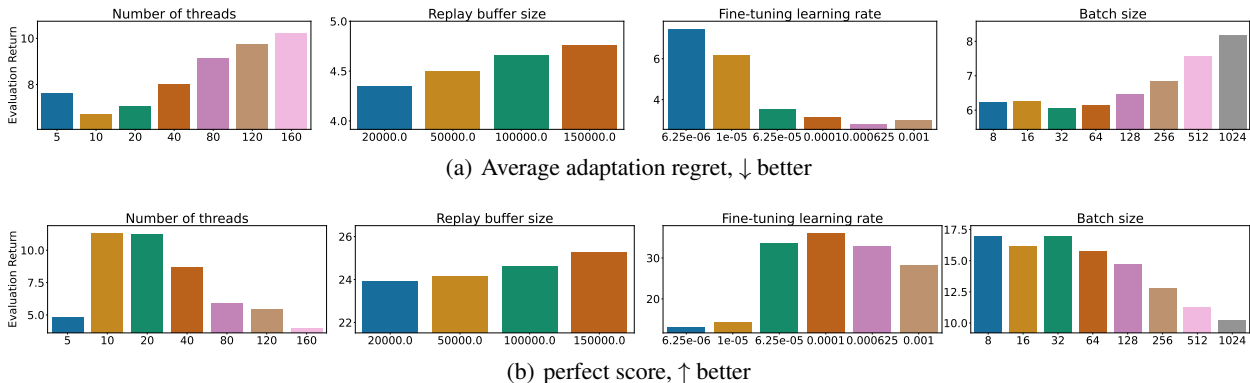 Number of threads
Replay buffer size
Fine-tuning learning rate
Batch size
Evaluation Return
10
8
5 10 20 40 80 120 160
5.0
4.5
4.0
20000.0 50000.0 100000.0 150000.0
6
4
6.25e-06 1e-05 6.25e-05 0.0001 0.000625 0.001
8
7
6
8 16 32 64 128 256 512 1024
(a) Average adaptation regret, ↓ better
Number of threads
Replay buffer size
Fine-tuning learning rate
Batch size
Evaluation Return
10.0
7.5
5.0
5 10 20 40 80 120 160
26
24
22
20000.0 50000.0 100000.0 150000.0
30
20
6.25e-06 1e-05 6.25e-05 0.0001 0.000625 0.001
17.5
15.0
12.5
10.0
8 16 32 64 128 256 512 1024
(b) perfect score, ↑ better